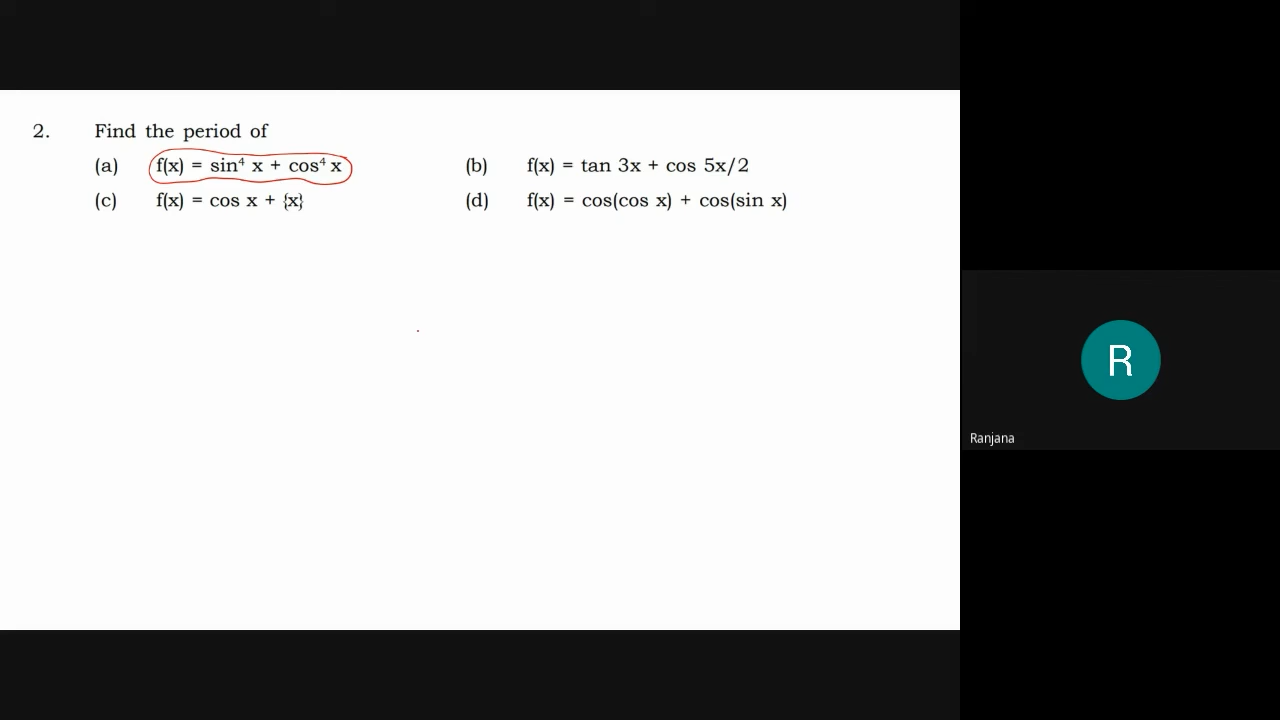 2. Find the period of
(a) f(x) = sin⁴ x + cos⁴ x (b) f(x) = tan 3x + cos 5x/2
(c) f(x) = cos x + {x} (d) f(x) = cos(cos x) + cos(sin x)
R
Ranjana